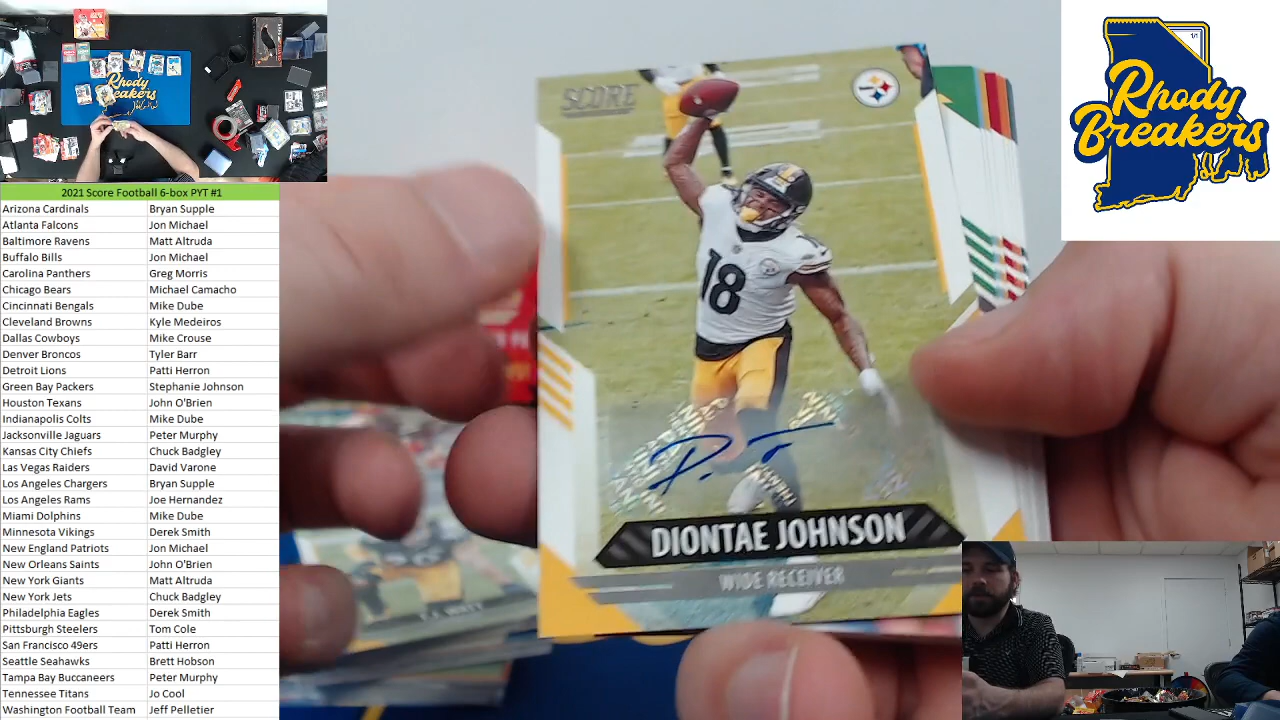 Rhody
Breakers
2021 Score Football 6-box PYT #1
Arizona Cardinals Bryan Supple
Atlanta Falcons Jon Michael
Baltimore Ravens Matt Altruda
Buffalo Bills Jon Michael
Carolina Panthers Greg Morris
Chicago Bears Michael Camacho
Cincinnati Bengals Mike Dube
Cleveland Browns Kyle Medeiros
Dallas Cowboys Mike Crouse
Denver Broncos Tyler Barr
Detroit Lions Patti Herron
Green Bay Packers Stephanie Johnson
Houston Texans John O'Brien
Indianapolis Colts Mike Dube
Jacksonville Jaguars Peter Murphy
Kansas City Chiefs Chuck Badgley
Las Vegas Raiders David Varone
Los Angeles Chargers Bryan Supple
Los Angeles Rams Joe Hernandez
Miami Dolphins Mike Dube
Minnesota Vikings Derek Smith
New England Patriots Jon Michael
New Orleans Saints John O'Brien
New York Giants Matt Altruda
New York Jets Chuck Badgley
Philadelphia Eagles Derek Smith
Pittsburgh Steelers Tom Cole
San Francisco 49ers Patti Herron
Seattle Seahawks Brett Hobson
Tampa Bay Buccaneers Peter Murphy
Tennessee Titans Jo Cool
Washington Football Team Jeff Pelletier
SCORE
18
18
DIONTAE JOHNSON
WIDE RECEIVER
1/1
Rhody
Breakers